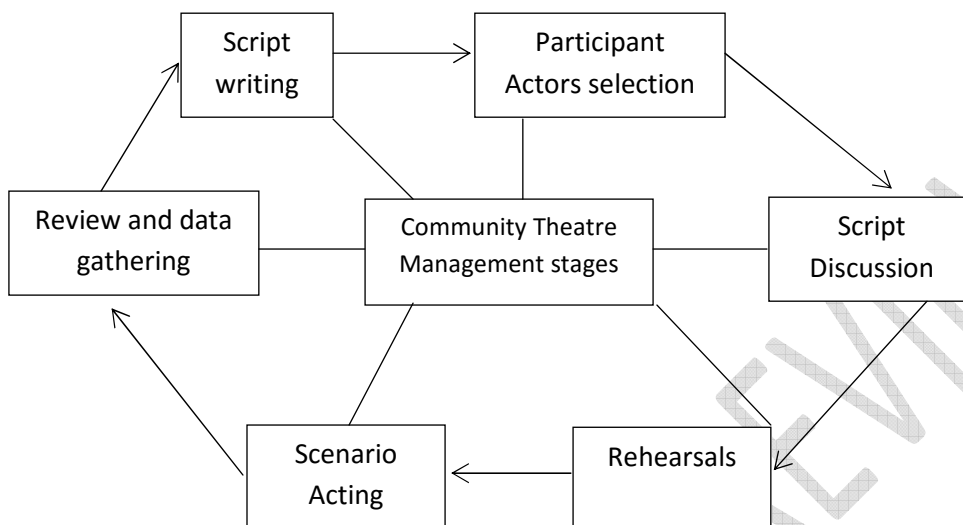 Script
writing
Participant
Actors selection
Review and data
gathering
Community Theatre
Management stages
Script
Discussion
Scenario
Acting
Rehearsals